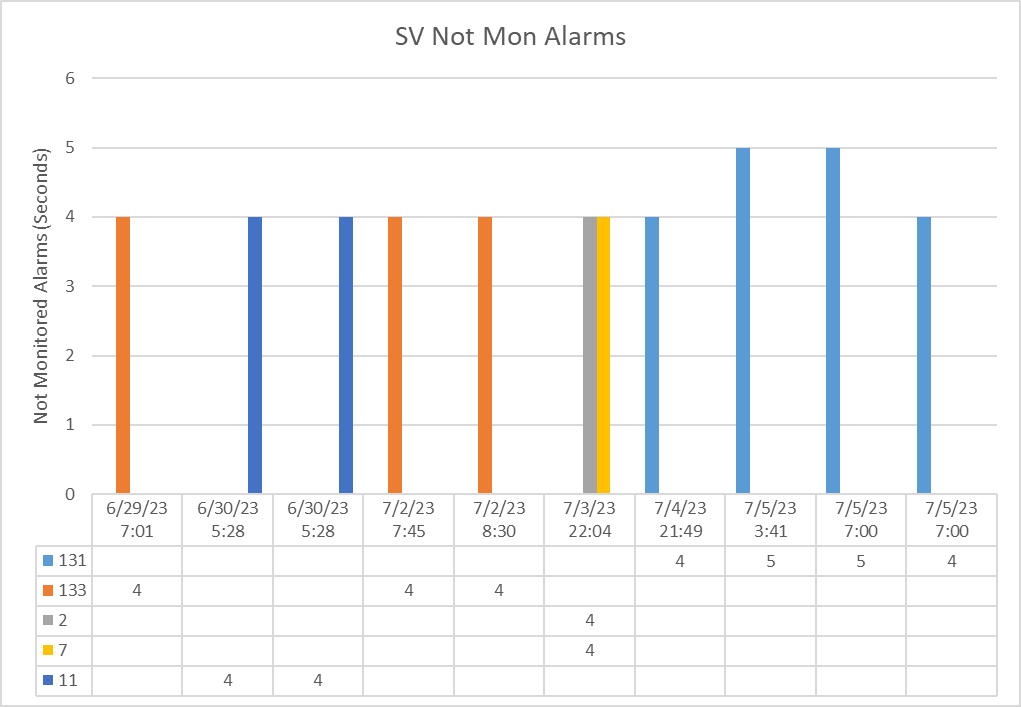 SV Not Mon Alarms
Not Monitored Alarms (Seconds)
6
5
4
3
2
1
0
6/29/23 6/30/23 6/30/23 7/2/23 7/2/23 7/3/23 7/4/23 7/5/23 7/5/23 7/5/23
7:01 5:28 5:28 7:45 8:30 22:04 21:49 3:41 7:00 7:00
131 4 5 5 4
133 4 4 4
2 4
7 4
11 4 4